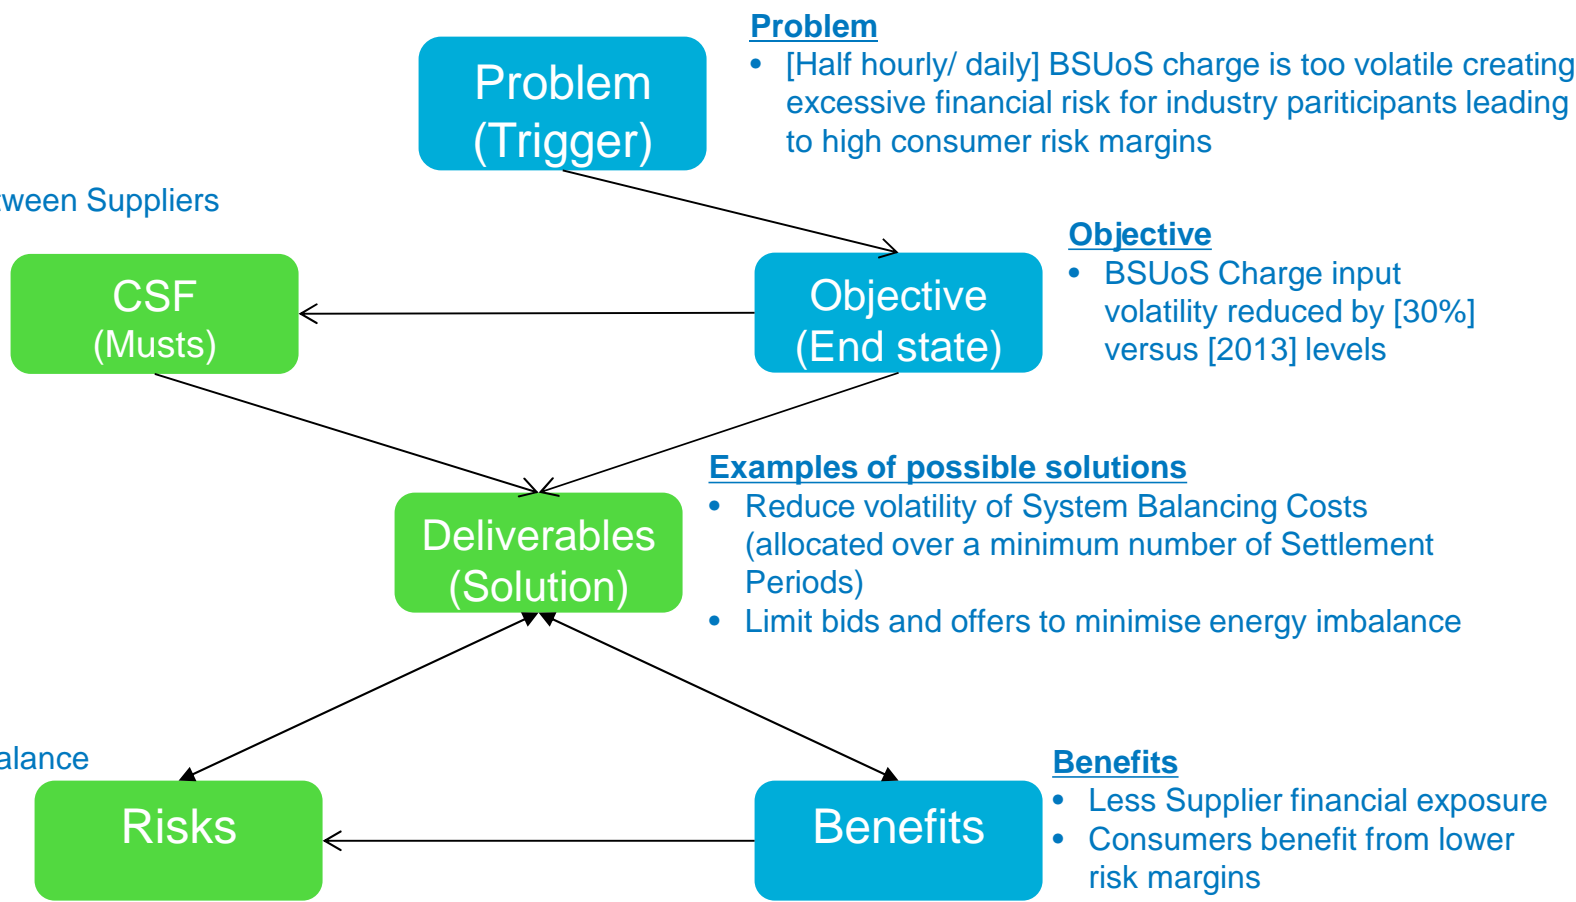 Problem
(Trigger)
Problem
• [Half hourly/ daily] BSUoS charge is too volatile creating
excessive financial risk for industry pariticipants leading
to high consumer risk margins
Suppliers
CSF
(Musts)
Objective
(End state)
Objective
• BSUoS Charge input
volatility reduced by [30%]
versus [2013] levels
Deliverables
(Solution)
Examples of possible solutions
• Reduce volatility of System Balancing Costs
(allocated over a minimum number of Settlement
Periods)
• Limit bids and offers to minimise energy imbalance
Risks
Benefits
Benefits
• Less Supplier financial exposure
• Consumers benefit from lower
risk margins